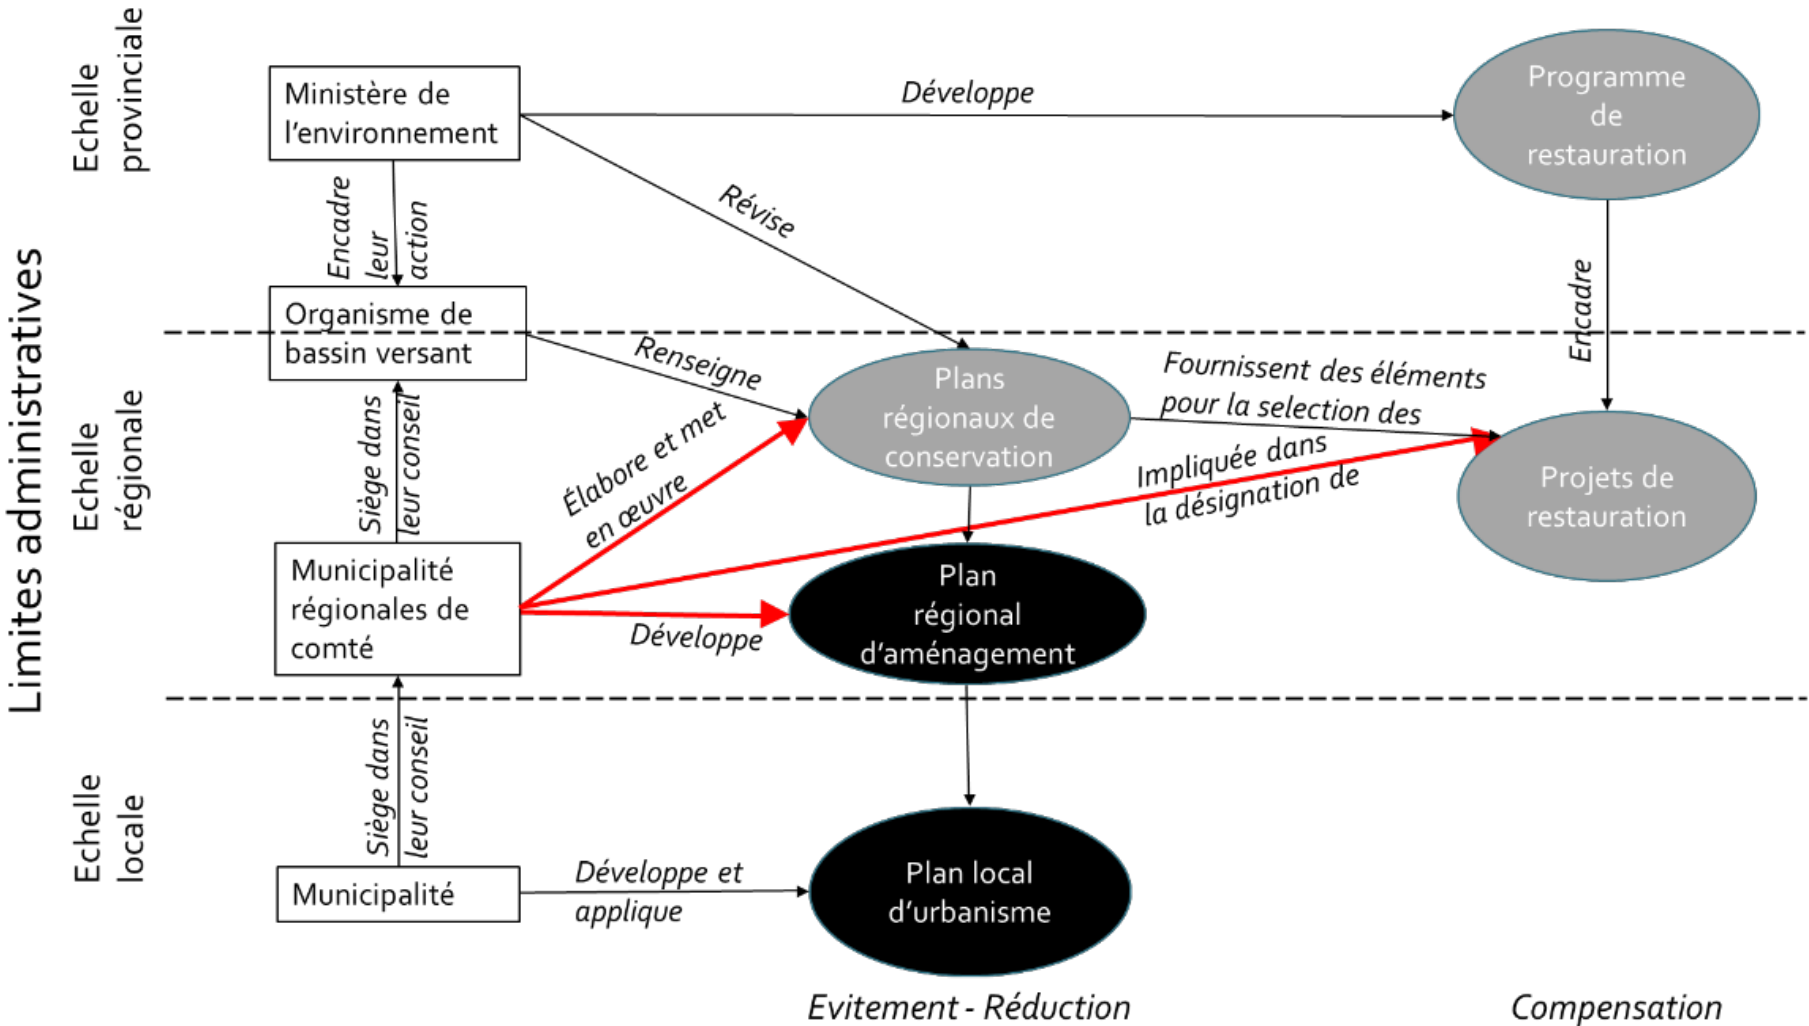 Limites administratives
Echelle
provinciale
Ministère de
l'environnement
Développe
Programme
de
restauration
Encadre
leur
action
Révise
Encadre
Organisme de
bassin versant
Renseigne
Echelle
régionale
Plans
régionaux de
conservation
Fournissent des éléments
pour la selection des
Siège dans
leur conseil
Élabore et met
en œuvre
Impliquée dans
la désignation de
Projets de
restauration
Municipalité
régionales de
comté
Développe
Plan
régional
d'aménagement
Echelle
locale
Siège dans
leur conseil
Municipalité
Développe et
applique
Plan local
d'urbanisme
Evitement - Réduction
Compensation